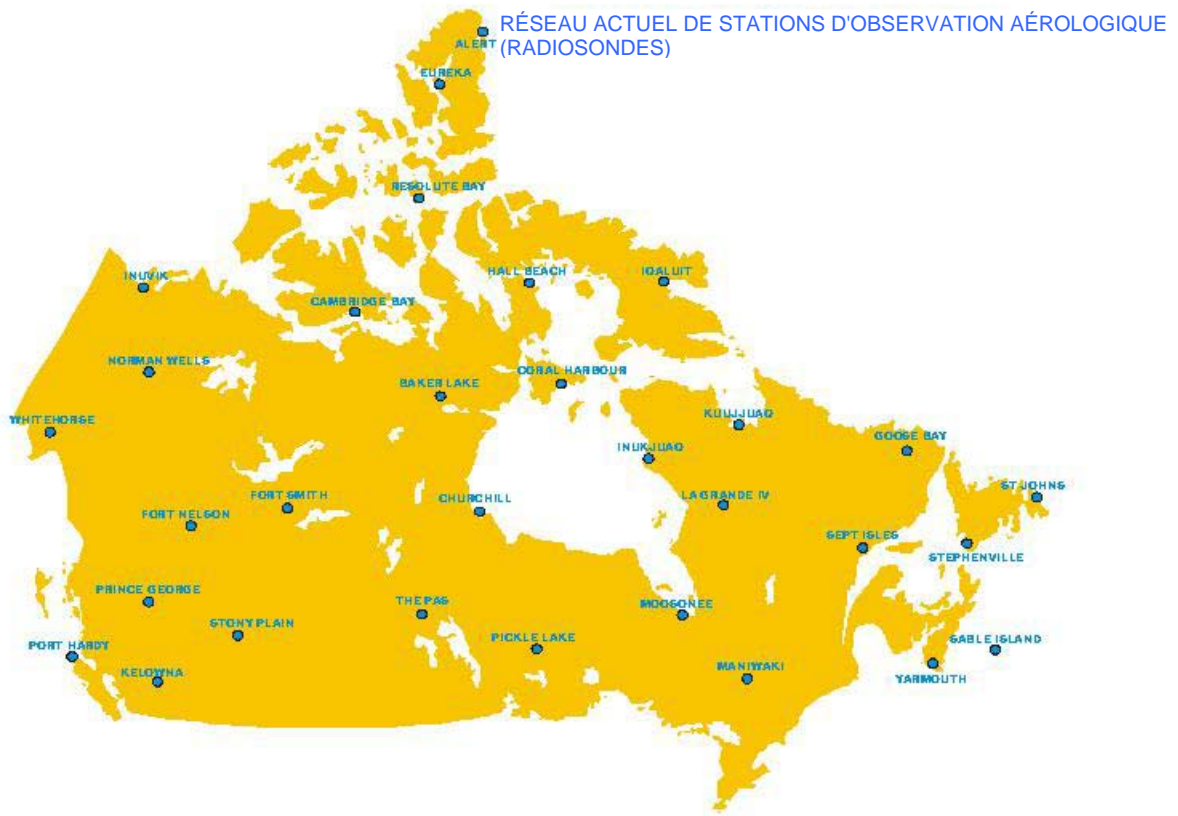 RÉSEAU ACTUEL DE STATIONS D'OBSERVATION AÉROLOGIQUE
(RADIOSONDES)
ALERT
EUREKA
RESOLUTE BAY
INUVIK
HALL BEACH
IQALUIT
CAMBRIDGE BAY
NORMAN WELLS
BAKER LAKE
CORAL HARBOUR
WHITEHORSE
KUUJJUAQ
GOOSE BAY
INUKJUAQ
FORT SMITH
CHURCHILL
LA GRANDE IV
ST JOHNS
FORT NELSON
SEPT ISLES
STEPHENVILLE
PRINCE GEORGE
THE PAS
MOOSONEE
STONY PLAIN
PICKLE LAKE
SABLE ISLAND
PORT HARDY
KELOWNA
MANIWAKI
YARMOUTH